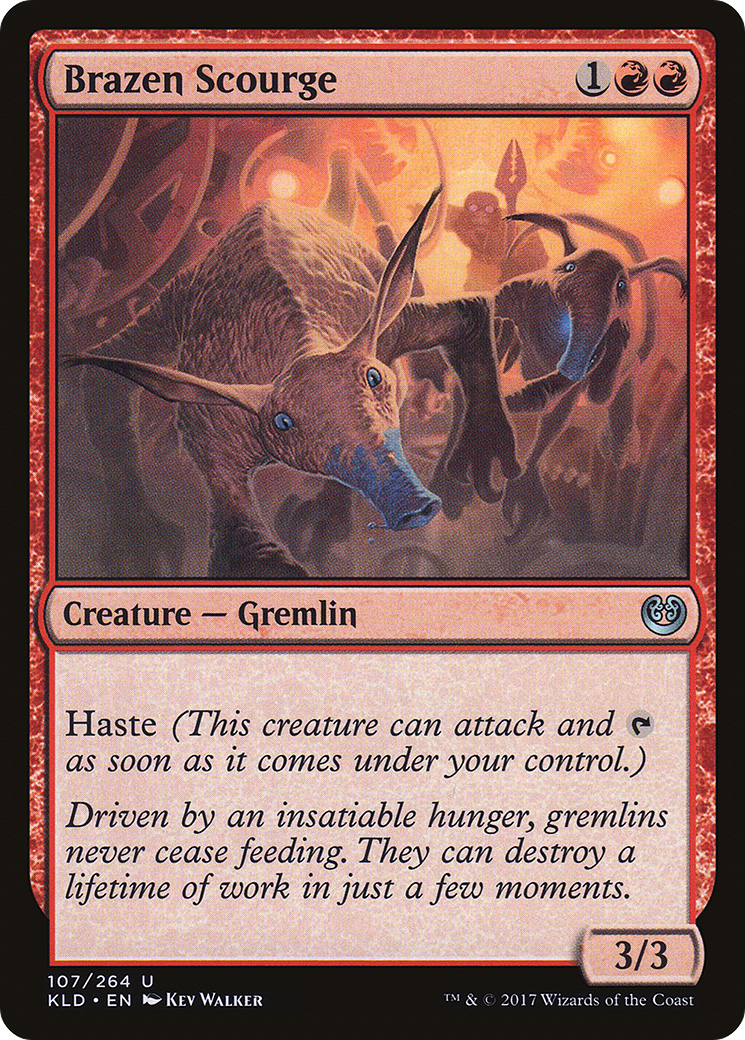 Brazen Scourge 1
Creature — Gremlin
Haste (This creature can attack and
as soon as it comes under your control.)
Driven by an insatiable hunger, gremlins
never cease feeding. They can destroy a
lifetime of work in just a few moments.
3/3
107/264 U
KLD • EN Kev Walker
™ & © 2017 Wizards of the Coast